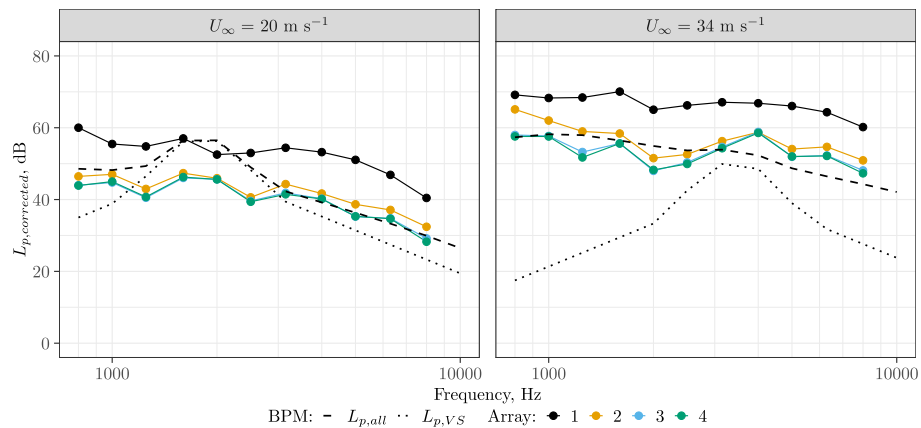 U∞ = 20 m s⁻¹
U∞ = 34 m s⁻¹
80
60
40
20
0
Lp,corrected, dB
1000
10000
1000
10000
Frequency, Hz
BPM: Lp,all Lp,VS Array: 1 2 3 4